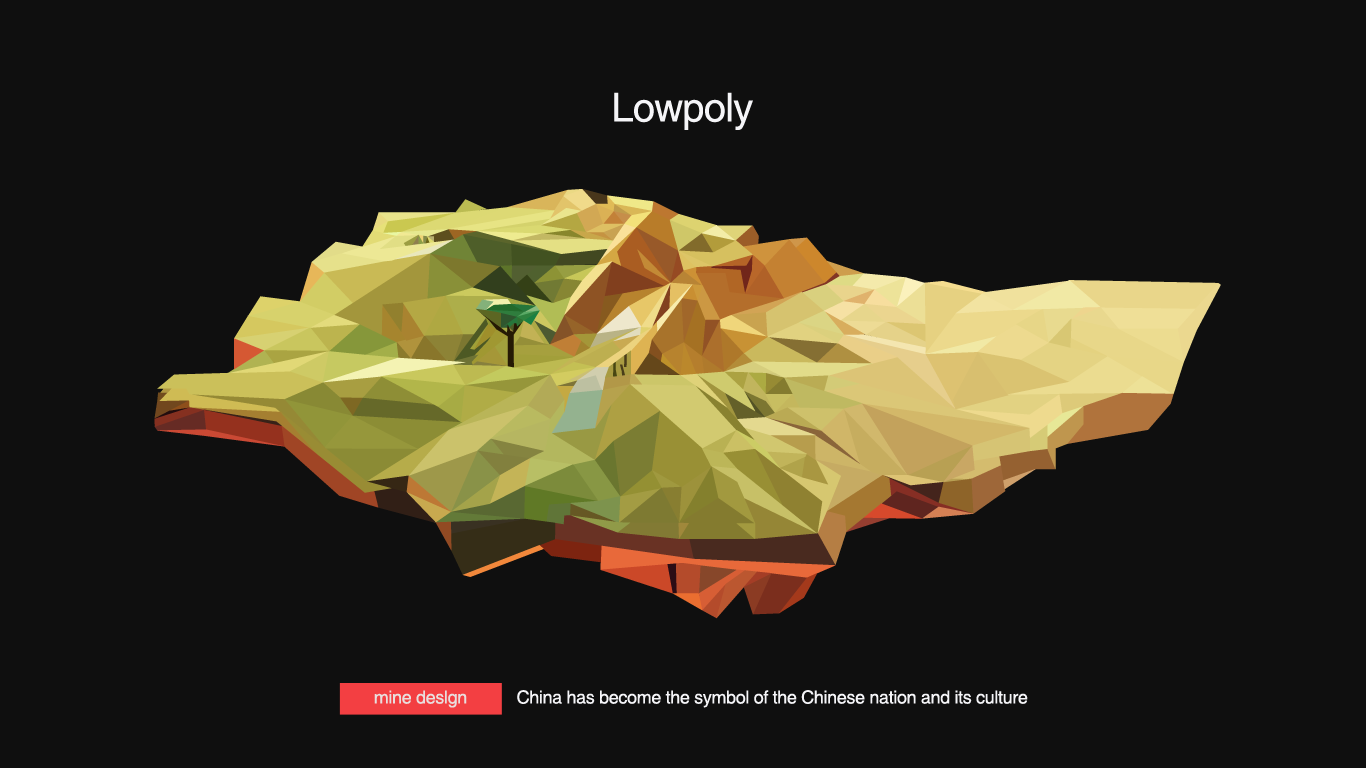 Lowpoly
mine design
China has become the symbol of the Chinese nation and its culture